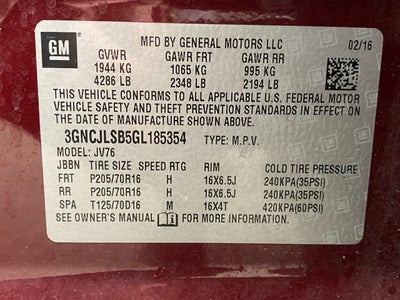 GM
MFD BY GENERAL MOTORS LLC 02/16
GVWR GAWR FRT GAWR RR
1944 KG 1065 KG 995 KG
4286 LB 2348 LB 2194 LB
THIS VEHICLE CONFORMS TO ALL APPLICABLE U.S. FEDERAL MOTOR
VEHICLE SAFETY, BUMPER, AND THEFT PREVENTION STANDARDS IN EFFECT ON
THE DATE OF MANUFACTURE SHOWN ABOVE.
3GNCJLSB5GL185354 TYPE: M.P.V.
MODEL: JV76
JBBN TIRE SIZE SPEED RTG RIM COLD TIRE PRESSURE
FRT P205/70R16 H 16X6.5J 240KPA(35PSI)
RR P205/70R16 H 16X6.5J 240KPA(35PSI)
SPA T125/70D16 M 16X4T 420KPA(60PSI)
SEE OWNER'S MANUAL FOR MORE INFORMATION